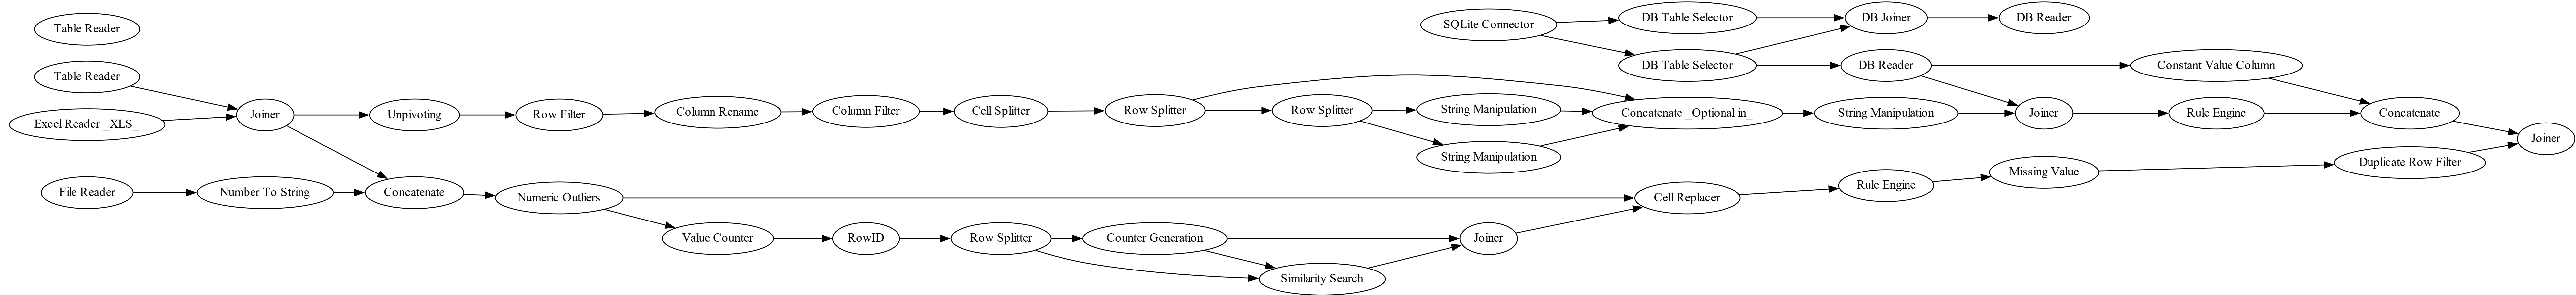 Table Reader
Table Reader
Excel Reader _XLS_
File Reader
Joiner
Number To String
Unpivoting
Concatenate
Row Filter
Numeric Outliers
Column Rename
Value Counter
Column Filter
RowID
Cell Splitter
Row Splitter
Row Splitter
Counter Generation
Row Splitter
Similarity Search
SQLite Connector
String Manipulation
String Manipulation
Joiner
DB Table Selector
DB Table Selector
Concatenate _Optional in_
Cell Replacer
DB Joiner
DB Reader
String Manipulation
Rule Engine
DB Reader
Joiner
Missing Value
Constant Value Column
Rule Engine
Concatenate
Duplicate Row Filter
Joiner